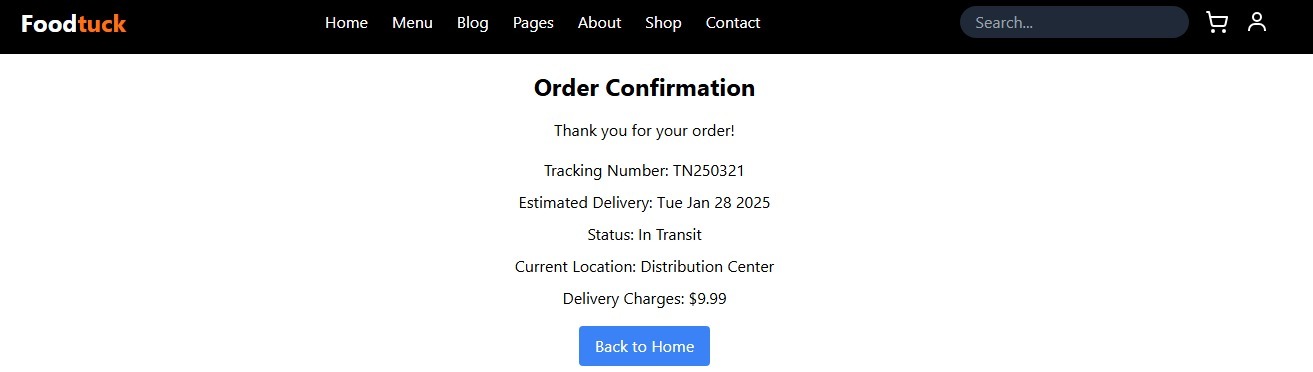 Foodtuck Home Menu Blog Pages About Shop Contact Search...
Order Confirmation
Thank you for your order!
Tracking Number: TN250321
Estimated Delivery: Tue Jan 28 2025
Status: In Transit
Current Location: Distribution Center
Delivery Charges: $9.99
Back to Home